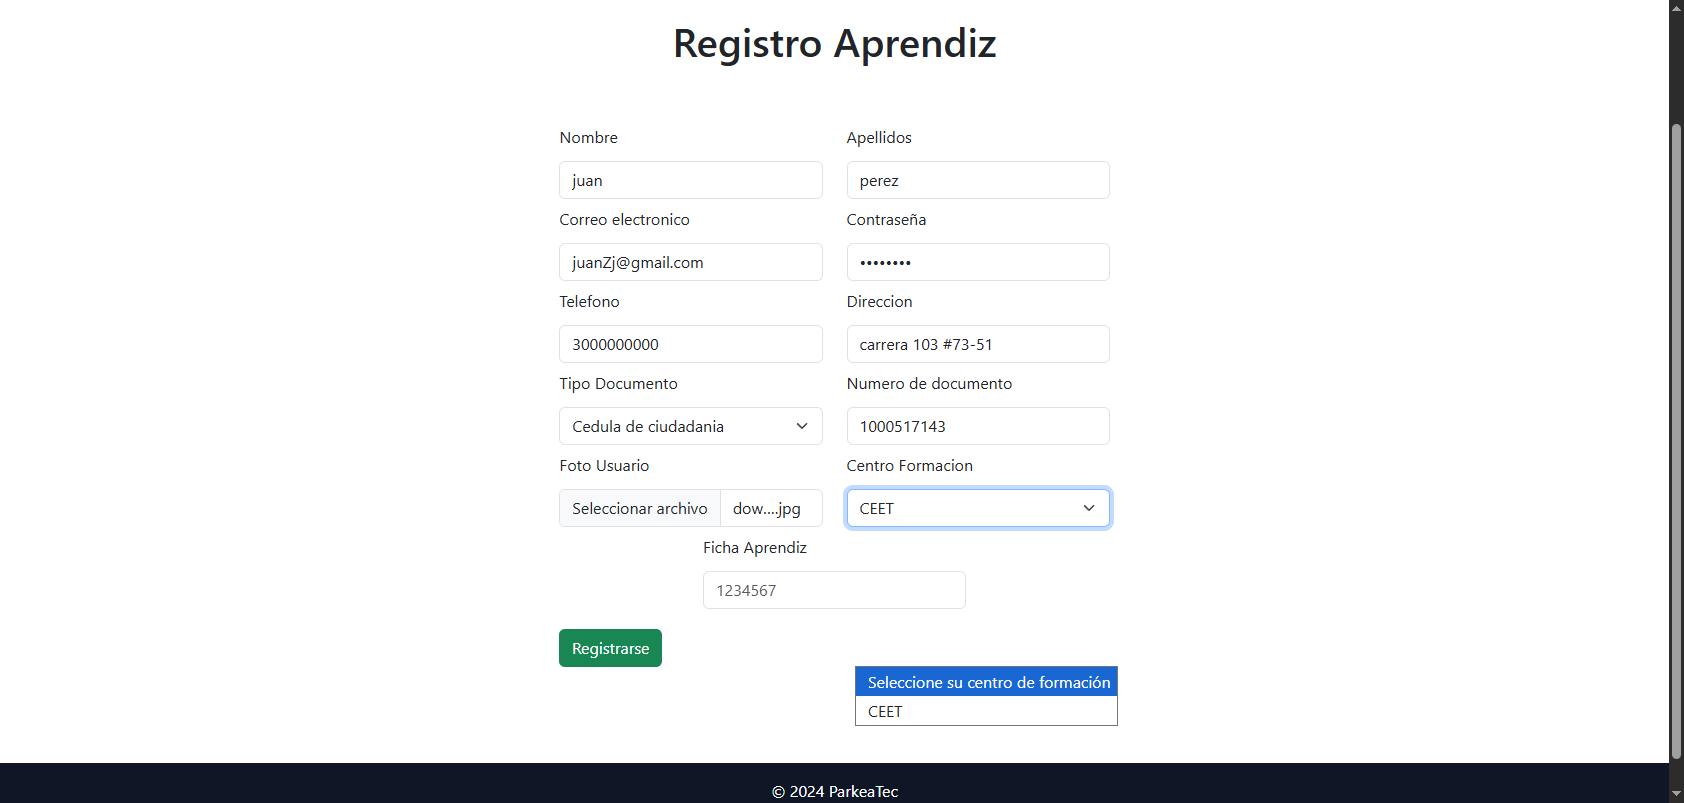 Registro Aprendiz
Nombre
Apellidos
juan
perez
Correo electronico
Contraseña
juanZj@gmail.com
••••••••
Telefono
Direccion
3000000000
carrera 103 #73-51
Tipo Documento
Numero de documento
Cedula de ciudadania
1000517143
Foto Usuario
Centro Formacion
Seleccionar archivo dow....jpg
CEET
Ficha Aprendiz
1234567
Registrarse
Seleccione su centro de formación
CEET
© 2024 ParkeaTec